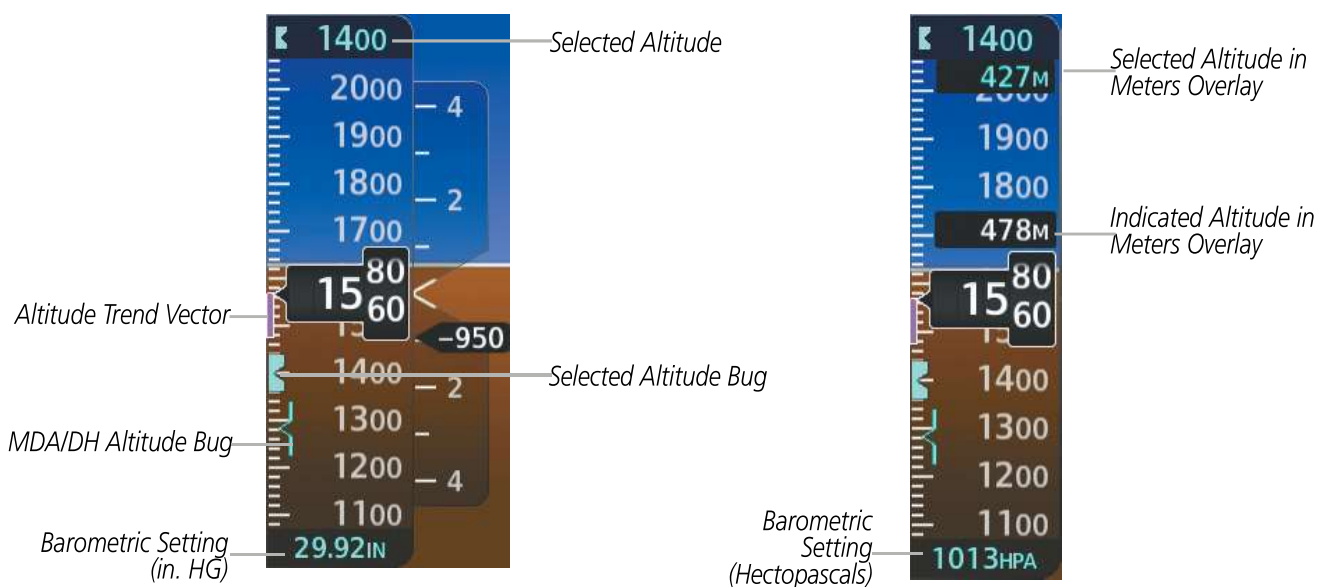 1400
Selected Altitude
2000
4
1900
1800
2
1700
80
15
60
Altitude Trend Vector
-950
1400
Selected Altitude Bug
2
1300
MDA/DH Altitude Bug
1200
4
1100
Barometric Setting
(in. HG)
29.92IN
1400
427M
Selected Altitude in
Meters Overlay
1900
1800
478M
Indicated Altitude in
Meters Overlay
80
15
60
1400
1300
1200
1100
Barometric
Setting
(Hectopascals)
1013HPA